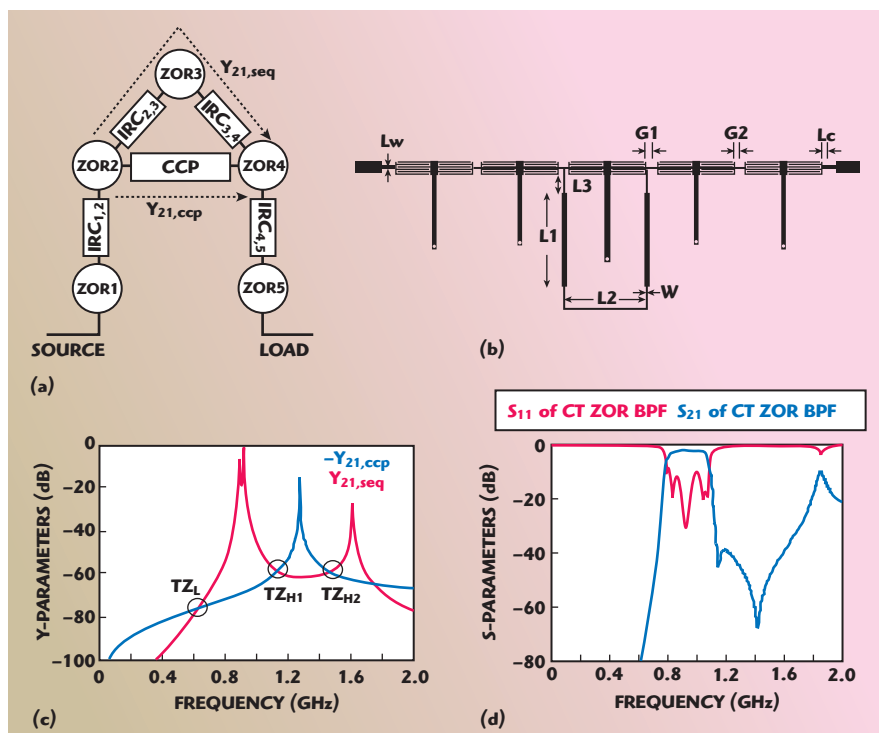 ZOR3
Y21,seq
IRC2,3
IRC3,4
ZOR2
CCP
ZOR4
Y21,ccp
IRC1,2
IRC4,5
ZOR1
ZOR5
SOURCE
LOAD
(a)
Lw
G1
G2
Lc
L3
L1
L2
W
(b)
S11 of CT ZOR BPF S21 of CT ZOR BPF
Y-PARAMETERS (dB)
0
−20
−40
−60
−80
−100
−Y21,ccp
Y21,seq
TZL
TZH1
TZH2
0 0.4 0.8 1.2 1.6 2.0
FREQUENCY (GHz)
(c)
S-PARAMETERS (dB)
0
−20
−40
−60
−80
0 0.4 0.8 1.2 1.6 2.0
FREQUENCY (GHz)
(d)